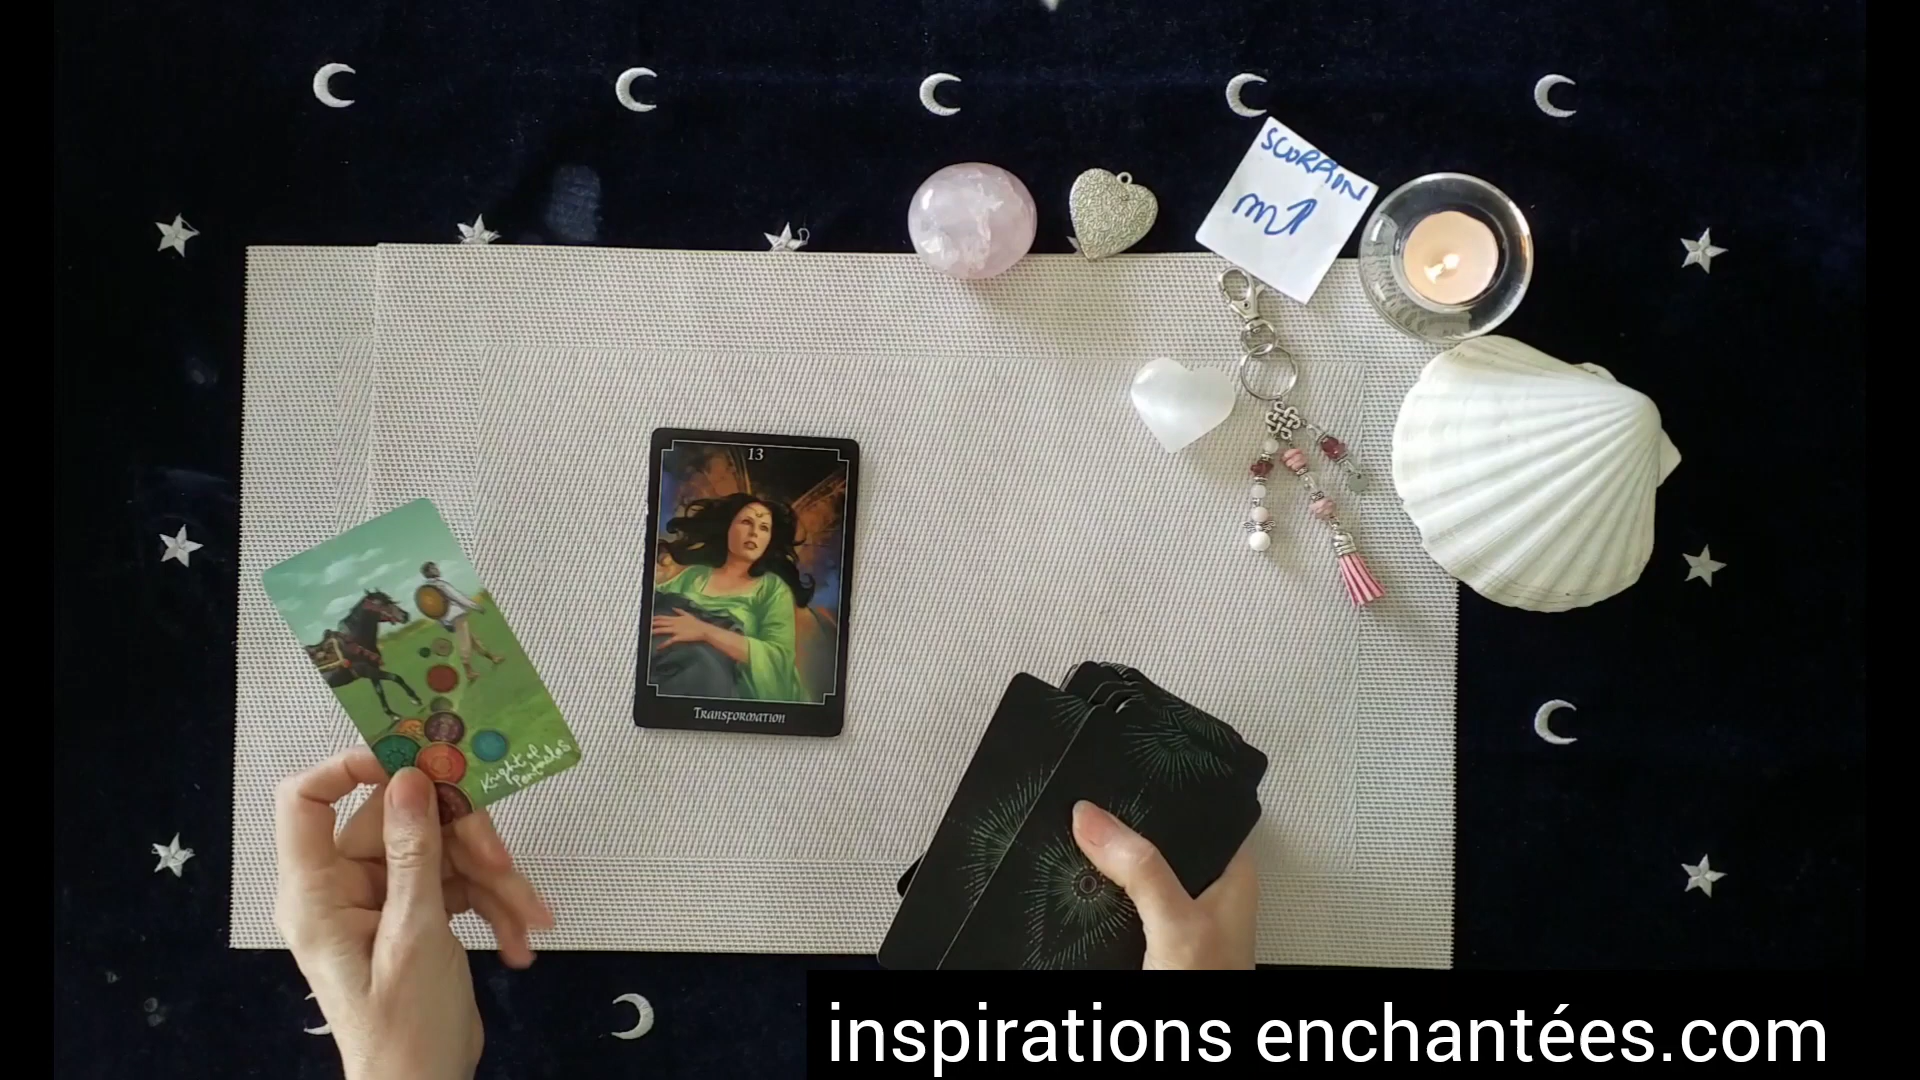 SCORPION
♏
13
Transformation
Knight of
Pentacles
inspirations enchantées.com